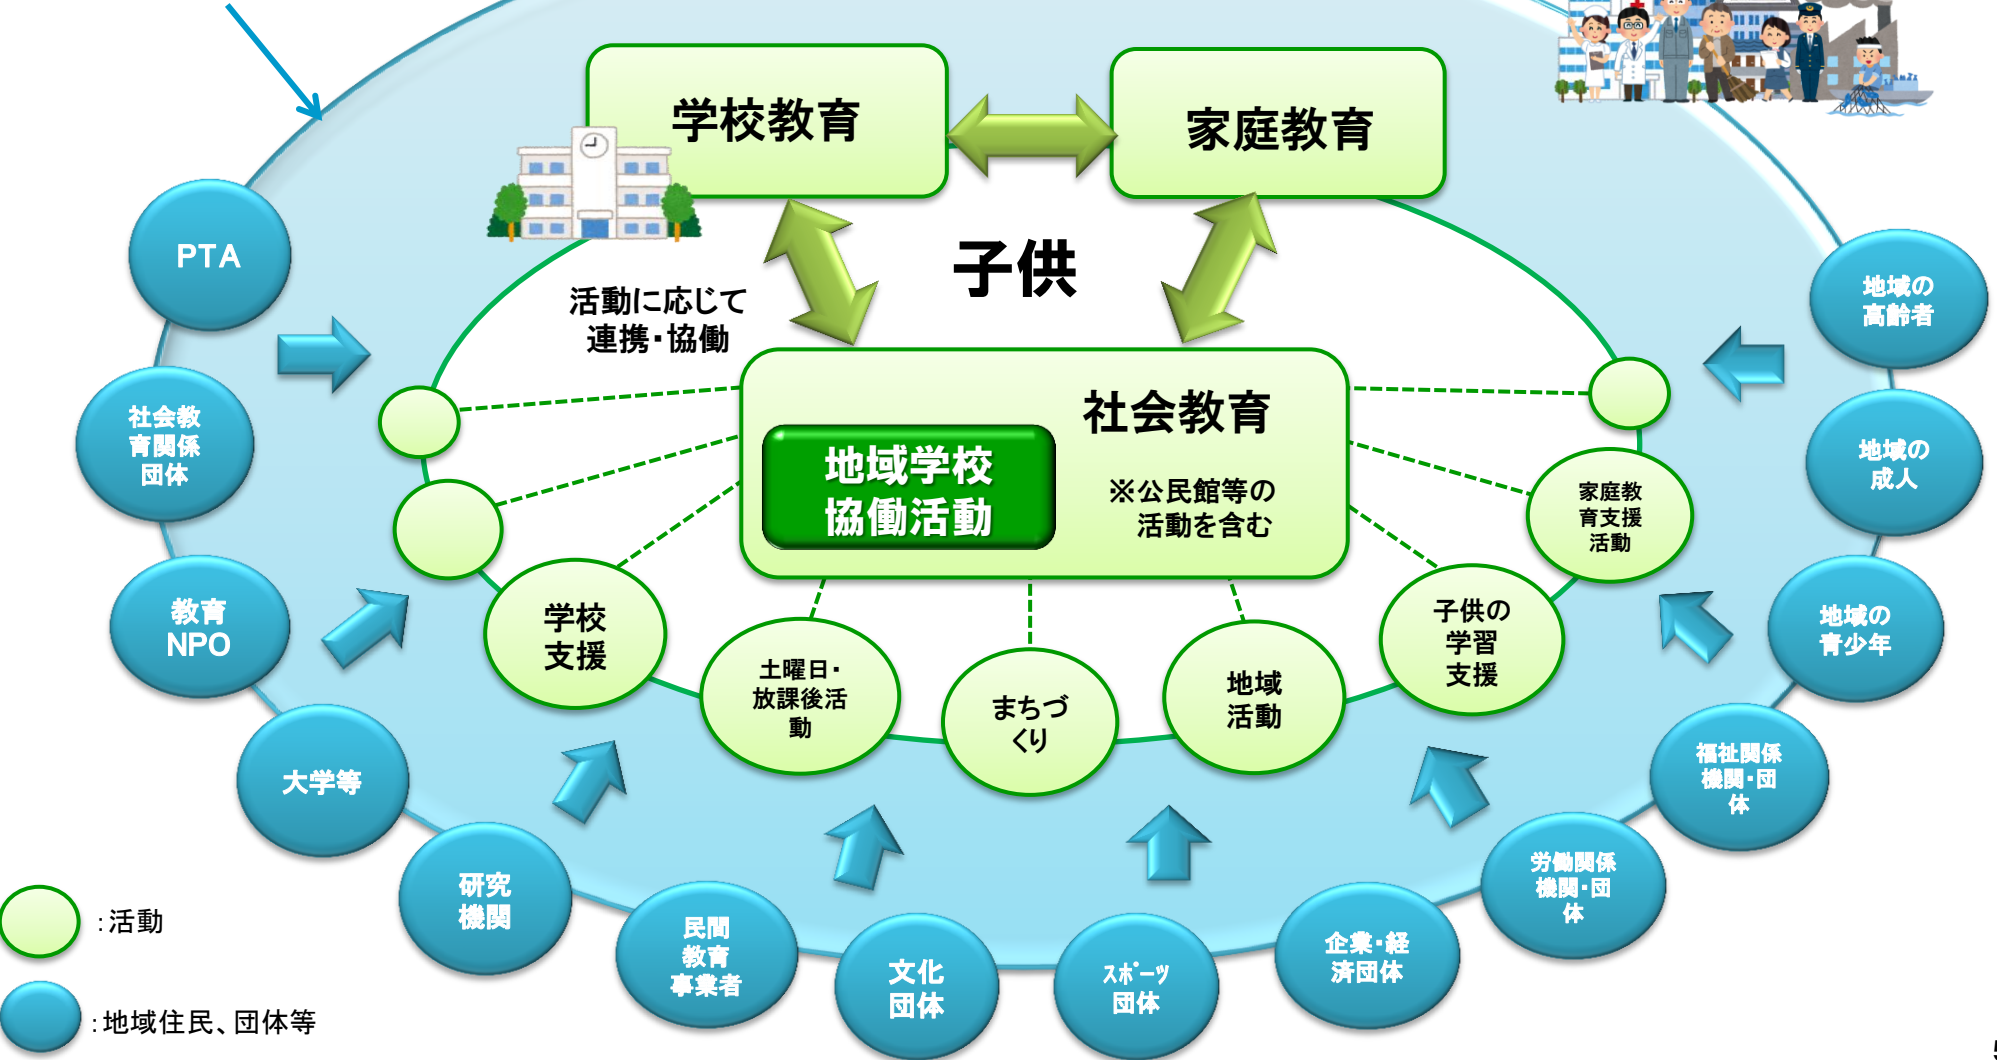 学校教育
家庭教育
子供
活動に応じて
連携・協働
社会教育
地域学校
協働活動
※公民館等の
活動を含む
PTA
社会教
育関係
団体
教育
NPO
大学等
研究
機関
民間
教育
事業者
文化
団体
スポーツ
団体
企業・経
済団体
労働関係
機関・団
体
福祉関係
機関・団
体
地域の
青少年
地域の
成人
地域の
高齢者
学校
支援
土曜日・
放課後活
動
まちづ
くり
地域
活動
子供の
学習
支援
家庭教
育支援
活動
：活動
：地域住民、団体等